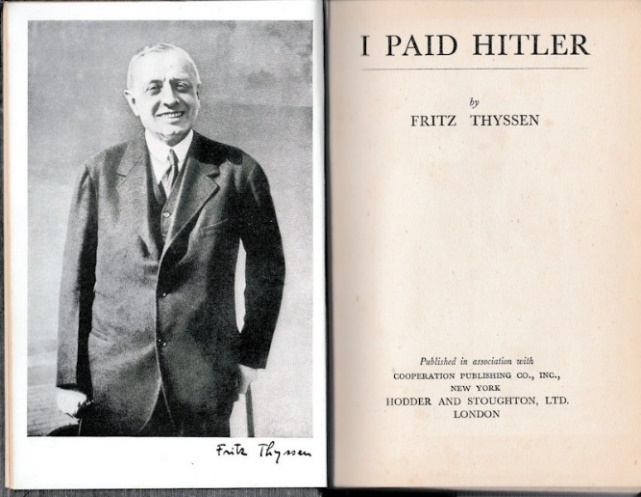 Fritz Thyssen
I PAID HITLER
by
FRITZ THYSSEN
Published in association with
COOPERATION PUBLISHING CO., INC.,
NEW YORK
HODDER AND STOUGHTON, LTD.
LONDON